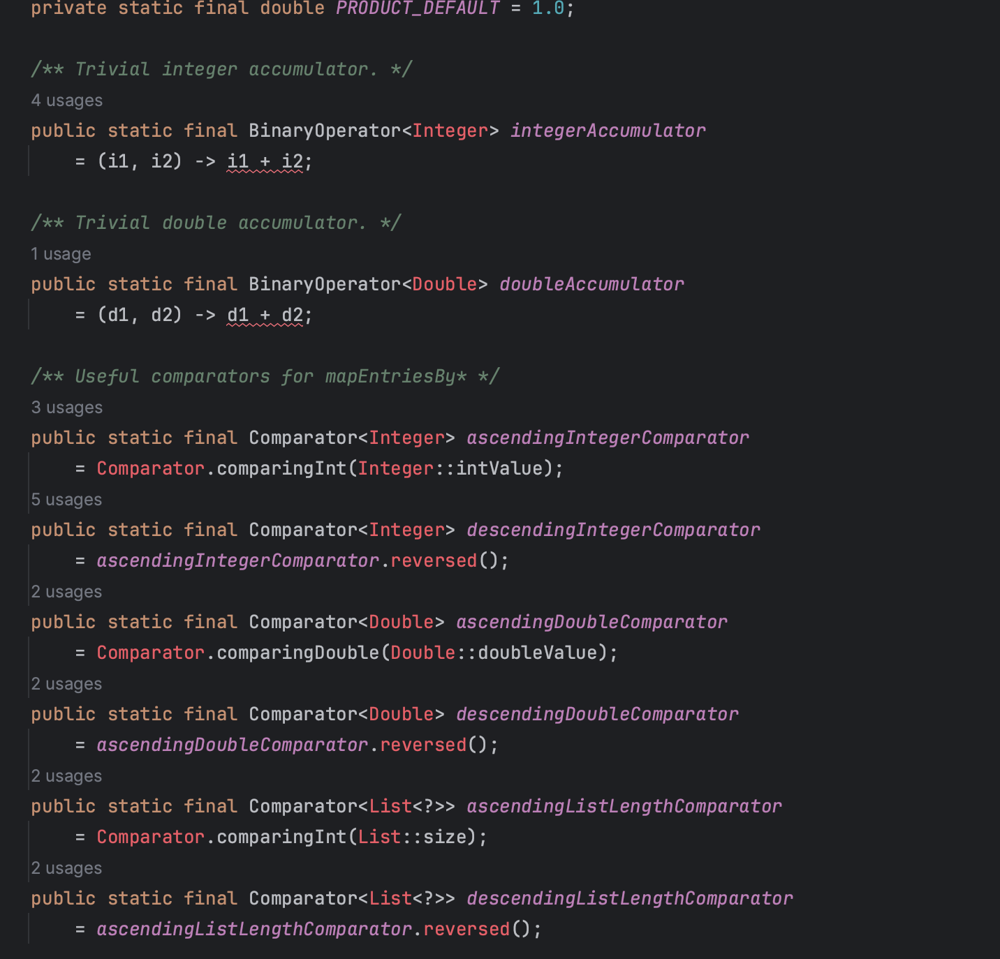 private static final double PRODUCT_DEFAULT = 1.0;
/** Trivial integer accumulator. */
4 usages
public static final BinaryOperator<Integer> integerAccumulator
= (i1, i2) -> i1 + i2;
/** Trivial double accumulator. */
1 usage
public static final BinaryOperator<Double> doubleAccumulator
= (d1, d2) -> d1 + d2;
/** Useful comparators for mapEntriesBy* */
3 usages
public static final Comparator<Integer> ascendingIntegerComparator
= Comparator.comparingInt(Integer::intValue);
5 usages
public static final Comparator<Integer> descendingIntegerComparator
= ascendingIntegerComparator.reversed();
2 usages
public static final Comparator<Double> ascendingDoubleComparator
= Comparator.comparingDouble(Double::doubleValue);
2 usages
public static final Comparator<Double> descendingDoubleComparator
= ascendingDoubleComparator.reversed();
2 usages
public static final Comparator<List<?>> ascendingListLengthComparator
= Comparator.comparingInt(List::size);
2 usages
public static final Comparator<List<?>> descendingListLengthComparator
= ascendingListLengthComparator.reversed();